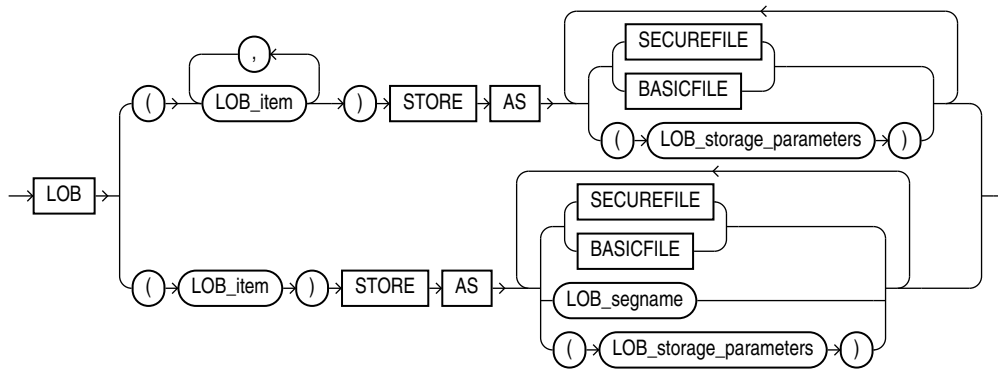 SECUREFILE
,
BASICFILE
( LOB_item ) STORE AS
( LOB_storage_parameters )
LOB
SECUREFILE
BASICFILE
( LOB_item ) STORE AS
LOB_segname
( LOB_storage_parameters )